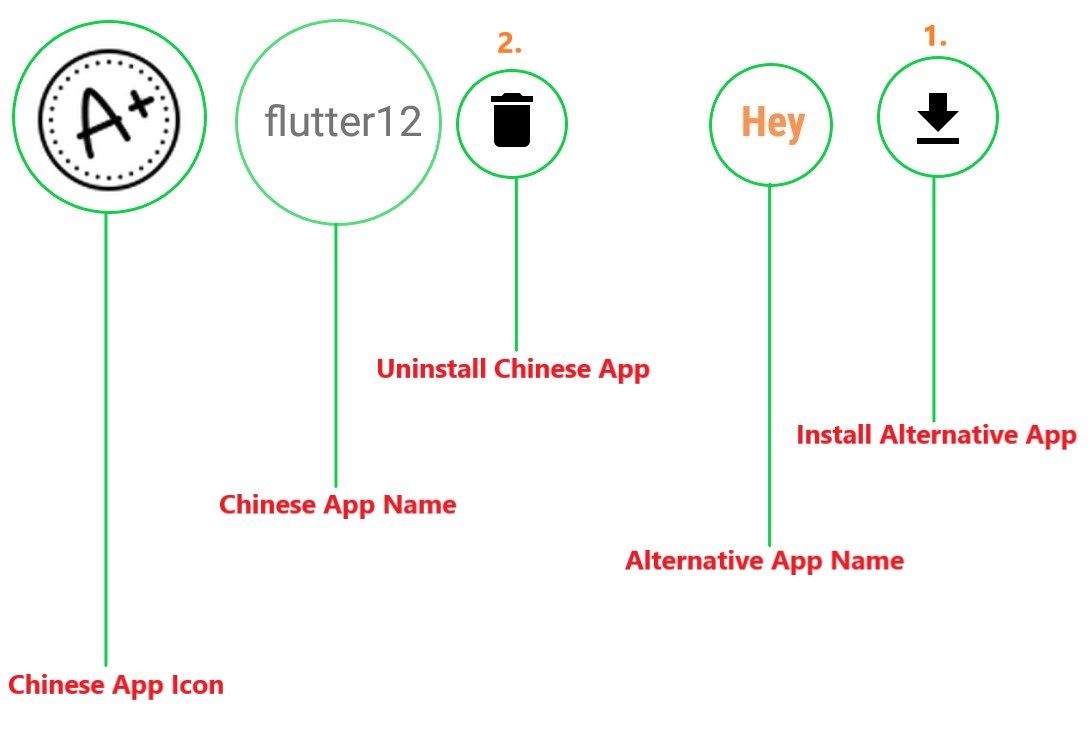 2.
1.
A+
flutter12
Hey
Uninstall Chinese App
Install Alternative App
Chinese App Name
Alternative App Name
Chinese App Icon